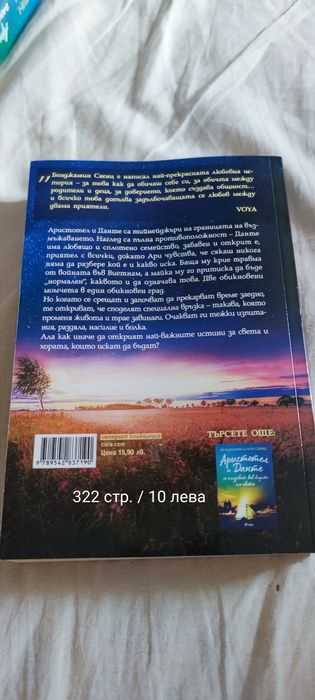 „
Бенджамин Саенц е написал най-прекрасната любовна ис-
тория – за това как да обичаш себе си, за обичта между
родители и деца, за доверието, което създава общност...
и всичко това допълва задълбочаващата се любов между
двама приятели.
VOYA
Аристотел и Данте са тийнейджъри на границата на въз-
мъжаването. Наглед са пълна противоположност – Данте
има любящо и сплотено семейство, забавен и открит е,
приятел с всички, докато Ари чувства, че сякаш никога
няма да разбере кой е и какво иска. Баща му крие травма
от войната във Виетнам, а майка му го притиска да бъде
„нормален", каквото и да означава това. Две обикновени
момчета в един обикновен град.
Но когато се срещат и започват да прекарват време заедно,
те откриват, че споделят специална връзка – такава, която
променя живота и трае завинаги. Очакват ги тежки изпита-
ния, раздяла, насилие и болка.
Ала как иначе да открият най-важните истини за света и
хората, които искат да бъдат?
интернет книжарница
ciela.com
Цена 15,90 лв.
9 789542 837190
ТЪРСЕТЕ ОЩЕ:
Аристотел
и Данте
322 стр. / 10 лева